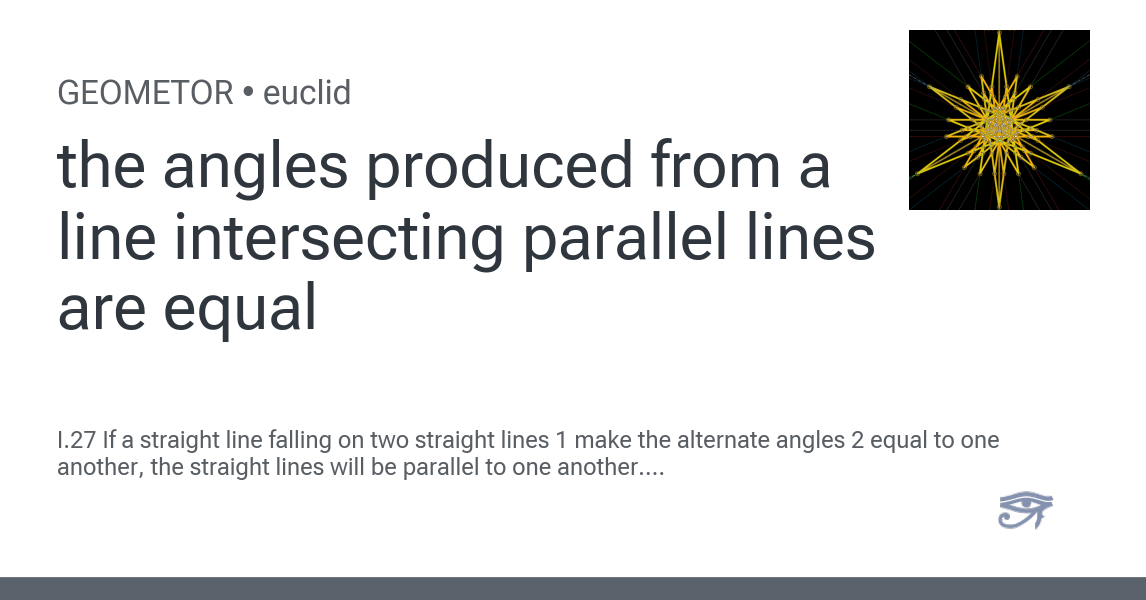 GEOMETOR • euclid
the angles produced from a
line intersecting parallel lines
are equal
I.27 If a straight line falling on two straight lines 1 make the alternate angles 2 equal to one
another, the straight lines will be parallel to one another....